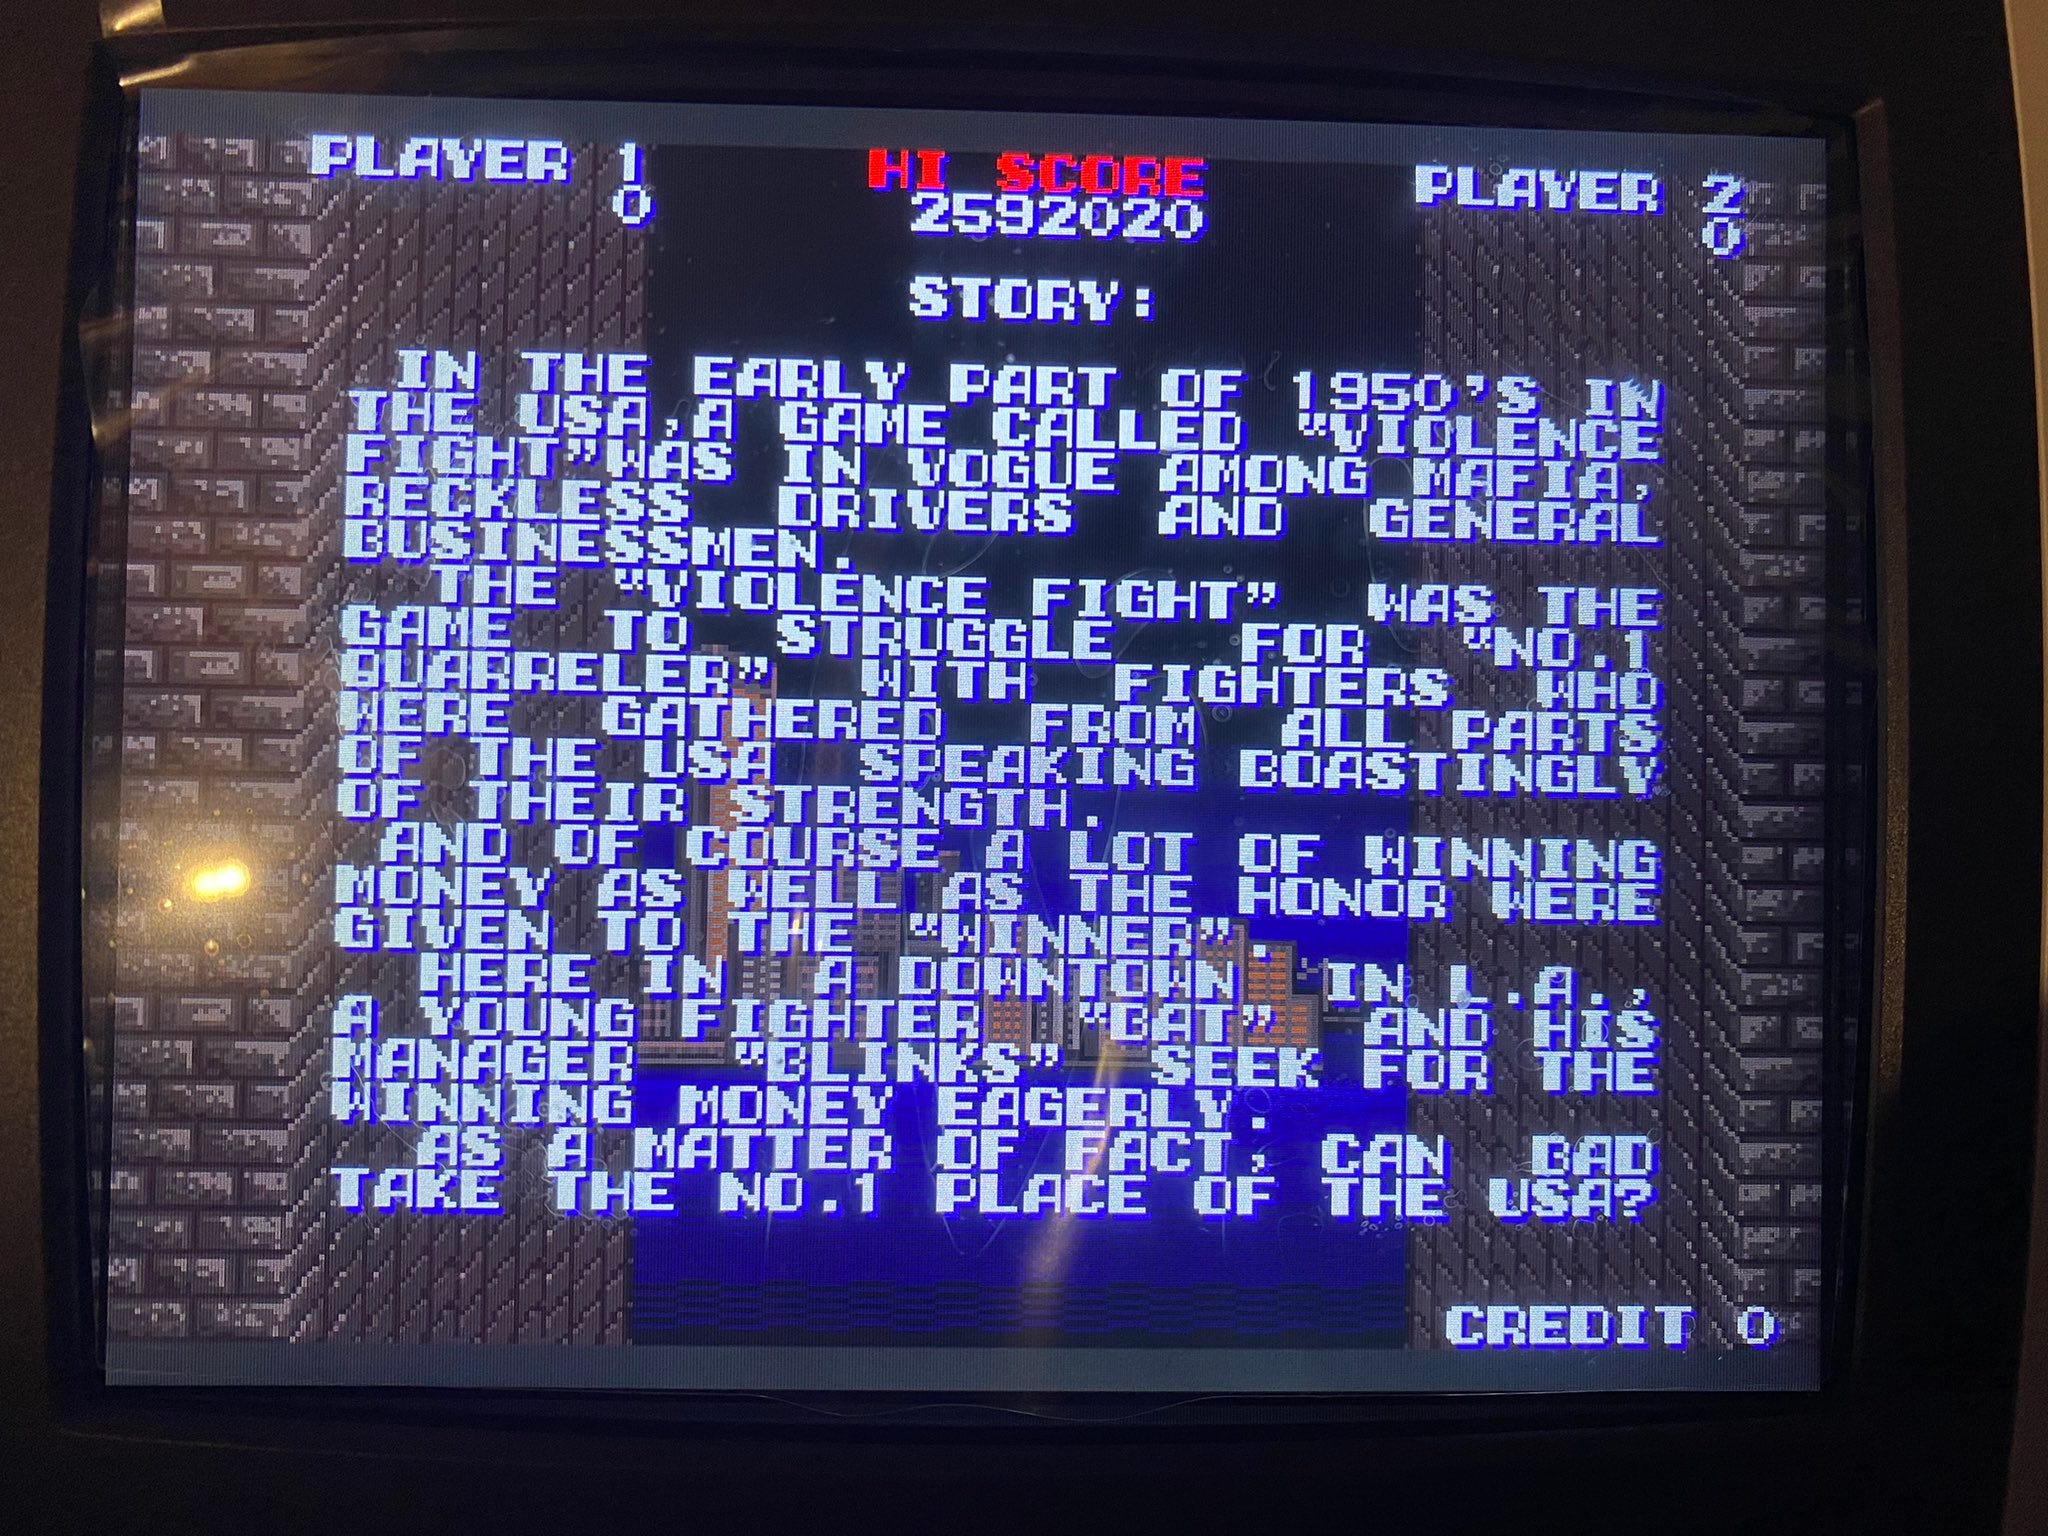 PLAYER 1 HI SCORE PLAYER 2
0 2592020 0
STORY:
IN THE EARLY PART OF 1950'S IN
THE USA,A GAME CALLED "VIOLENCE
FIGHT"WAS IN VOGUE AMONG MAFIA,
RECKLESS DRIVERS AND GENERAL
BUSINESSMEN.
THE "VIOLENCE FIGHT" WAS THE
GAME TO STRUGGLE FOR "NO.1
QUARRELER" WITH FIGHTERS WHO
WERE GATHERED FROM ALL PARTS
OF THE USA SPEAKING BOASTINGLY
OF THEIR STRENGTH.
AND OF COURSE A LOT OF WINNING
MONEY AS WELL AS THE HONOR WERE
GIVEN TO THE "WINNER".
HERE IN A DOWNTOWN, IN L.A.,
A YOUNG FIGHTER "BAT" AND HIS
MANAGER "BLINKS" SEEK FOR THE
WINNING MONEY EAGERLY.
AS A MATTER OF FACT, CAN BAD
TAKE THE NO.1 PLACE OF THE USA?
CREDIT 0